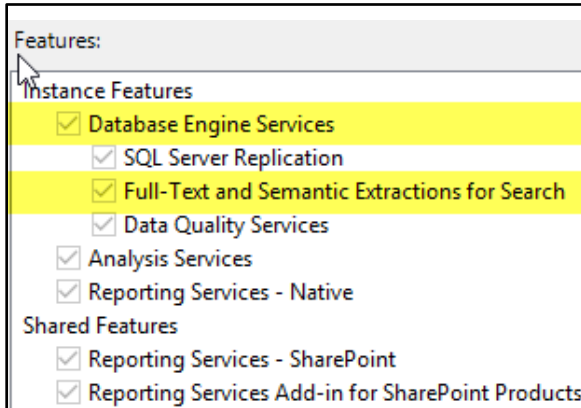 Features:
Instance Features
Database Engine Services
SQL Server Replication
Full-Text and Semantic Extractions for Search
Data Quality Services
Analysis Services
Reporting Services - Native
Shared Features
Reporting Services - SharePoint
Reporting Services Add-in for SharePoint Products